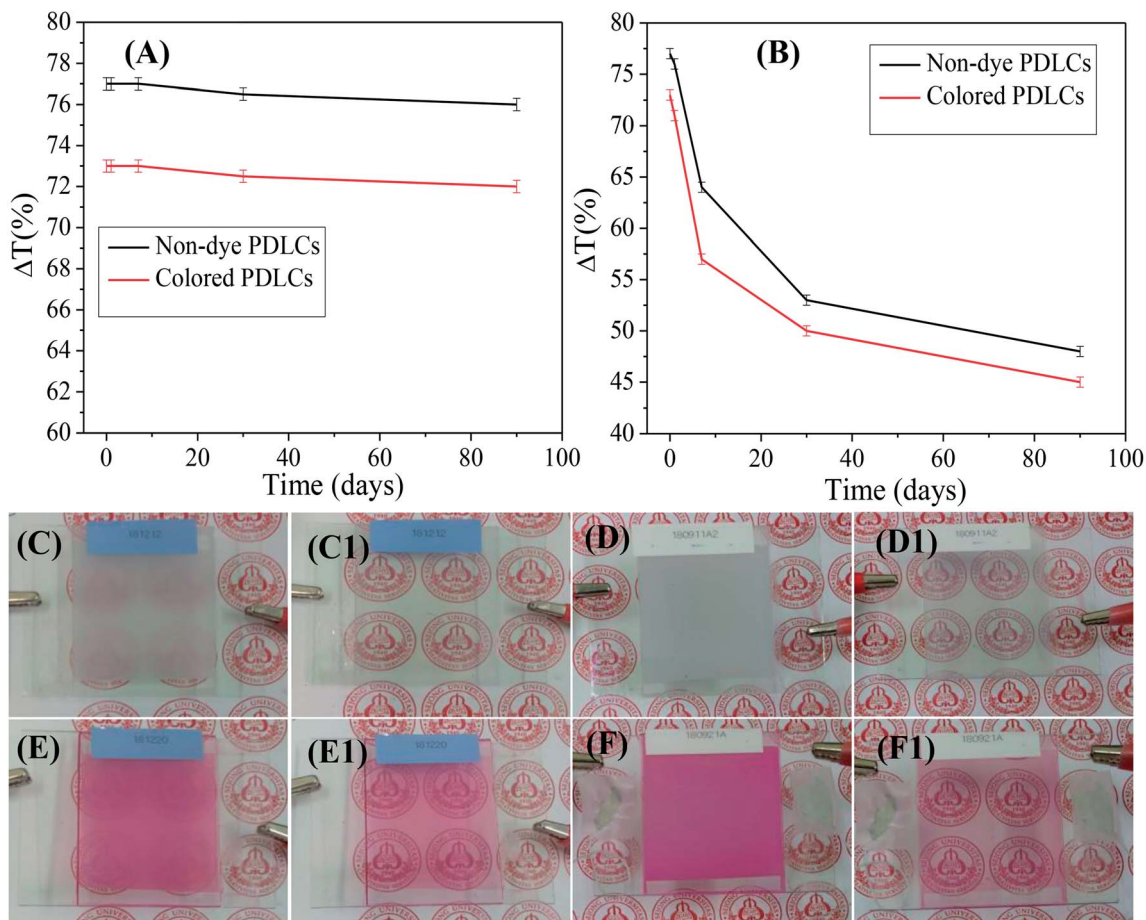 (A)
80
78
76
74
72
70
68
66
64
62
60
ΔT(%)
Non-dye PDLCs
Colored PDLCs
0 20 40 60 80 100
Time (days)
(B)
80
75
70
65
60
55
50
45
40
ΔT(%)
Non-dye PDLCs
Colored PDLCs
0 20 40 60 80 100
Time (days)
(C)
181212
(C1)
181212
(D)
180911A2
(D1)
180911A2
(E)
181220
(E1)
181220
(F)
180921A
(F1)
180921A